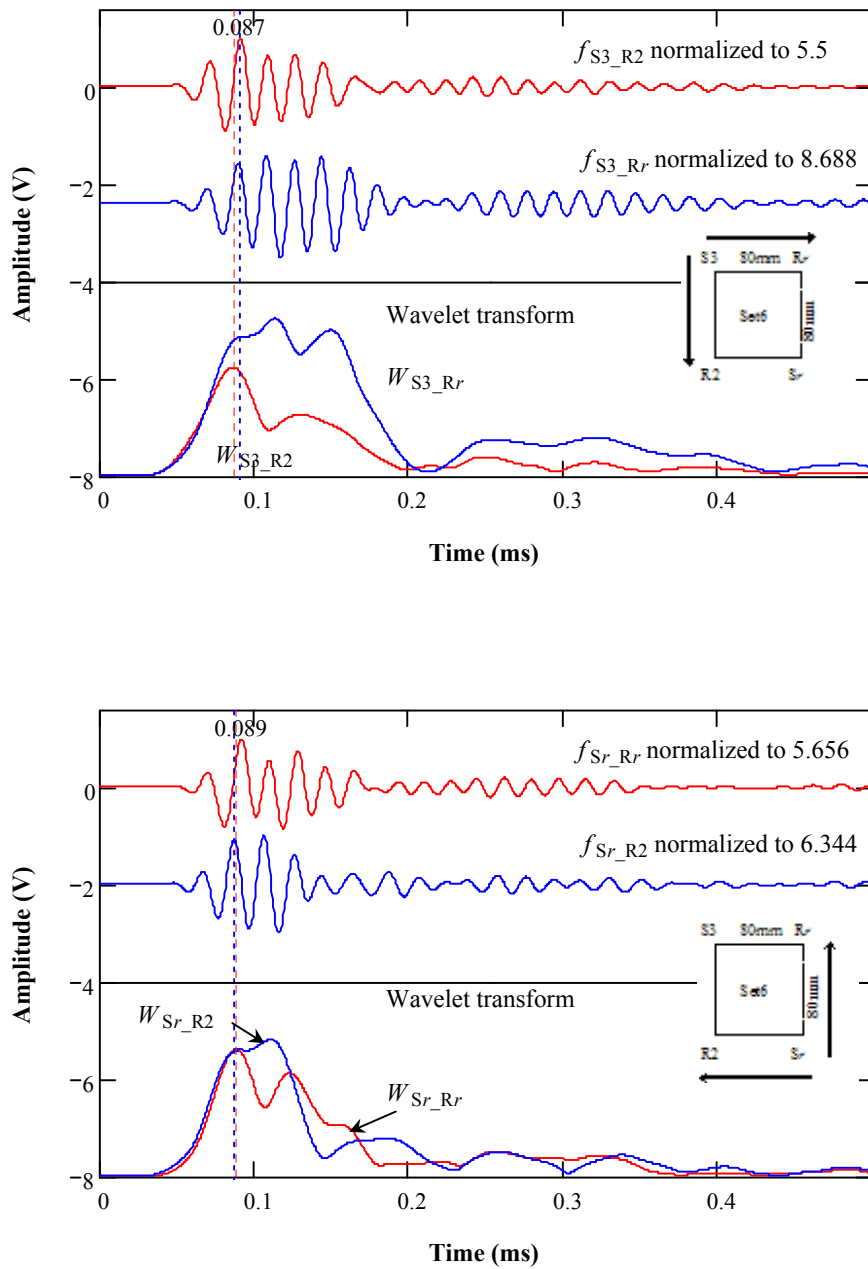 0.087
f S3_R2 normalized to 5.5
0
f S3_Rr normalized to 8.688
−2
Amplitude (V)
S3 80mm Rr
−4
Wavelet transform
Set6
80mm
W S3_Rr
−6
R2 Sr
W S3_R2
−8
0 0.1 0.2 0.3 0.4
Time (ms)
0.089
f Sr_Rr normalized to 5.656
0
f Sr_R2 normalized to 6.344
−2
Amplitude (V)
S3 80mm Rr
−4
Wavelet transform
Set6
80mm
W Sr_R2
R2 Sr
−6
W Sr_Rr
−8
0 0.1 0.2 0.3 0.4
Time (ms)